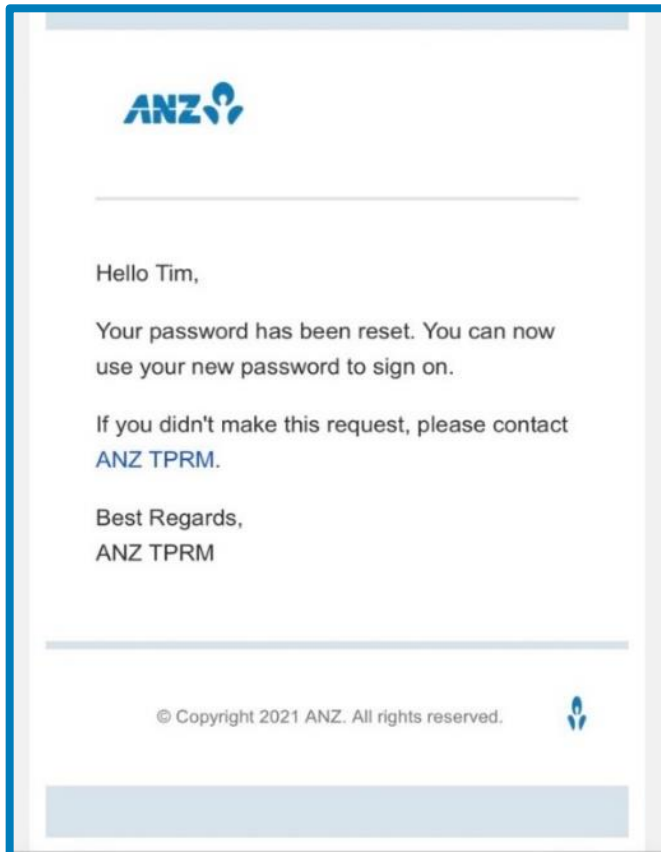 ANZ
Hello Tim,
Your password has been reset. You can now
use your new password to sign on.
If you didn't make this request, please contact
ANZ TPRM.
Best Regards,
ANZ TPRM
© Copyright 2021 ANZ. All rights reserved.